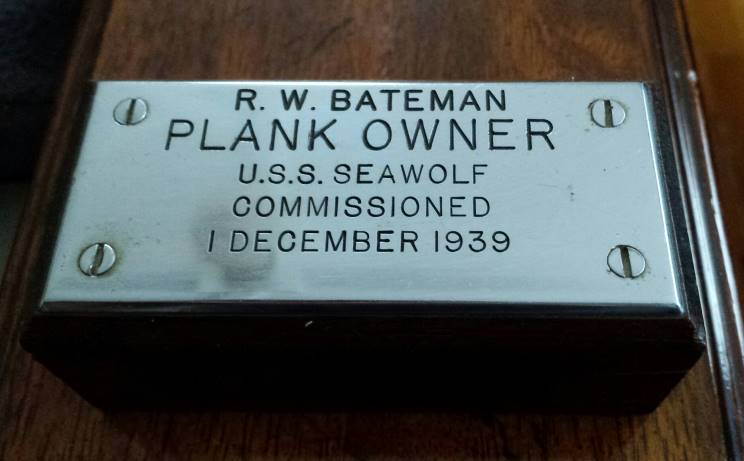 R. W. BATEMAN
PLANK OWNER
U.S.S. SEAWOLF
COMMISSIONED
1 DECEMBER 1939